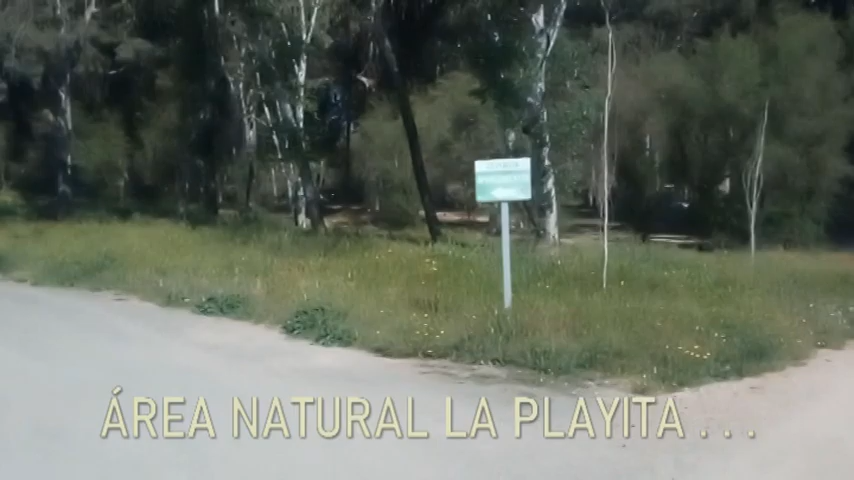 ÁREA NATURAL LA PLAYITA . . .